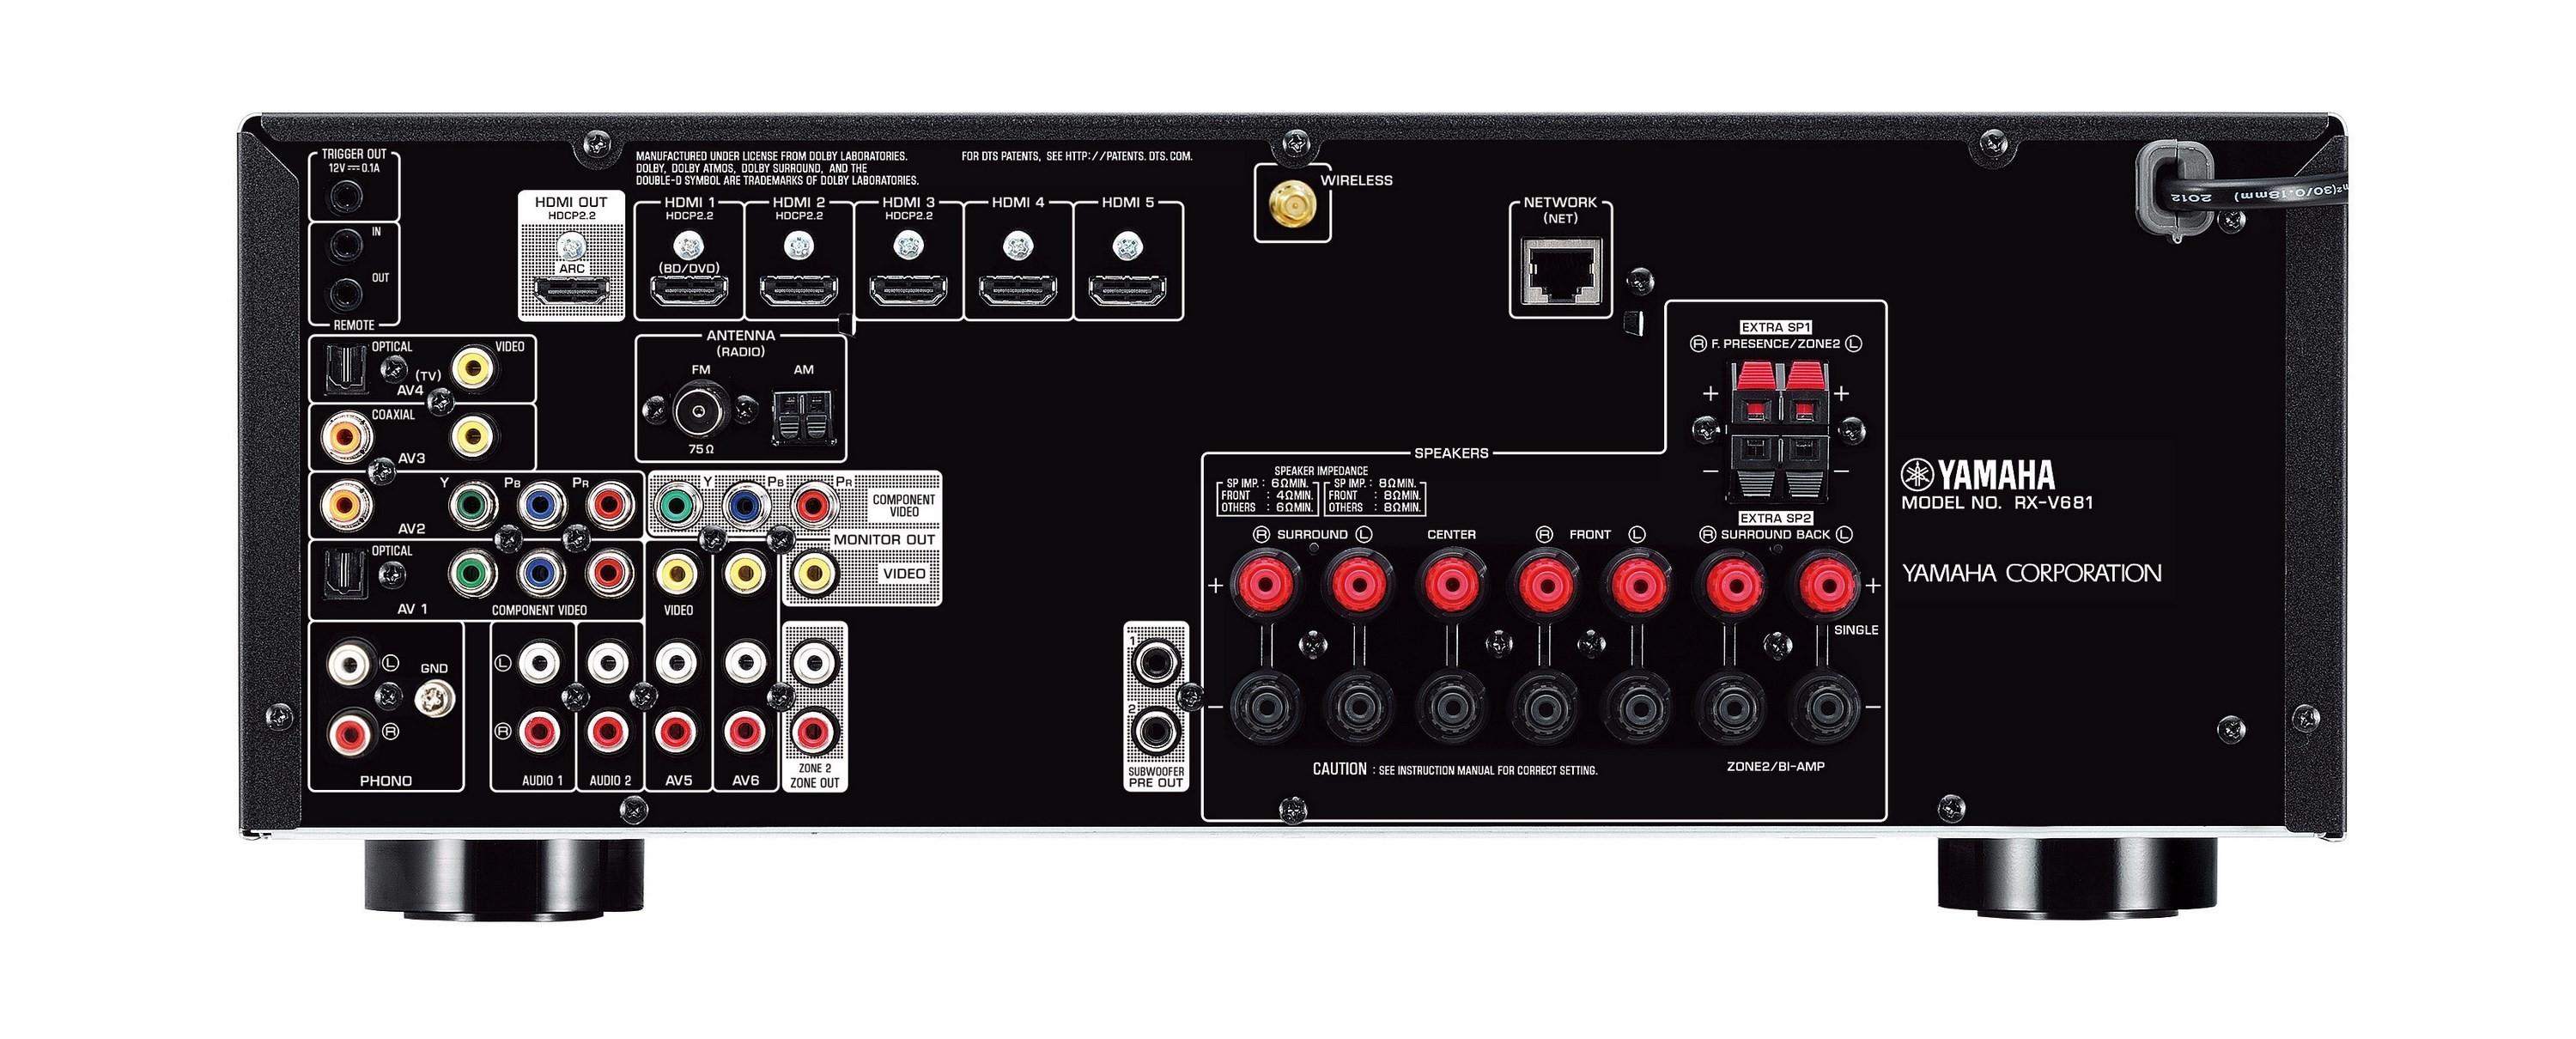 TRIGGER OUT
12V 0.1A
IN
OUT
REMOTE
MANUFACTURED UNDER LICENSE FROM DOLBY LABORATORIES.
DOLBY, DOLBY ATMOS, DOLBY SURROUND, AND THE
DOUBLE-D SYMBOL ARE TRADEMARKS OF DOLBY LABORATORIES.
FOR DTS PATENTS, SEE HTTP://PATENTS.DTS.COM.
HDMI OUT
HDCP2.2
ARC
HDMI 1
HDCP2.2
(BD/DVD)
HDMI 2
HDCP2.2
HDMI 3
HDCP2.2
HDMI 4
HDMI 5
WIRELESS
NETWORK
(NET)
2012 (30/0.18mm)
OPTICAL
VIDEO
(TV)
AV4
COAXIAL
AV3
ANTENNA
(RADIO)
FM
AM
75Ω
Y PB PR
AV2
OPTICAL
AV 1
COMPONENT VIDEO
VIDEO
Y PB PR
COMPONENT
VIDEO
MONITOR OUT
VIDEO
L
R
GND
PHONO
L
R
AUDIO 1
AUDIO 2
AV5
AV6
ZONE 2
ZONE OUT
1
2
SUBWOOFER
PRE OUT
EXTRA SP1
R F. PRESENCE/ZONE2 L
+ +
− −
SPEAKERS
SPEAKER IMPEDANCE
SP IMP. : 6ΩMIN.
FRONT : 4ΩMIN.
OTHERS : 6ΩMIN.
SP IMP. : 8ΩMIN.
FRONT : 8ΩMIN.
OTHERS : 8ΩMIN.
EXTRA SP2
R SURROUND L
CENTER
R FRONT L
R SURROUND BACK L
+ +
SINGLE
− −
CAUTION : SEE INSTRUCTION MANUAL FOR CORRECT SETTING.
ZONE2/BI-AMP
YAMAHA
MODEL NO. RX-V681
YAMAHA CORPORATION